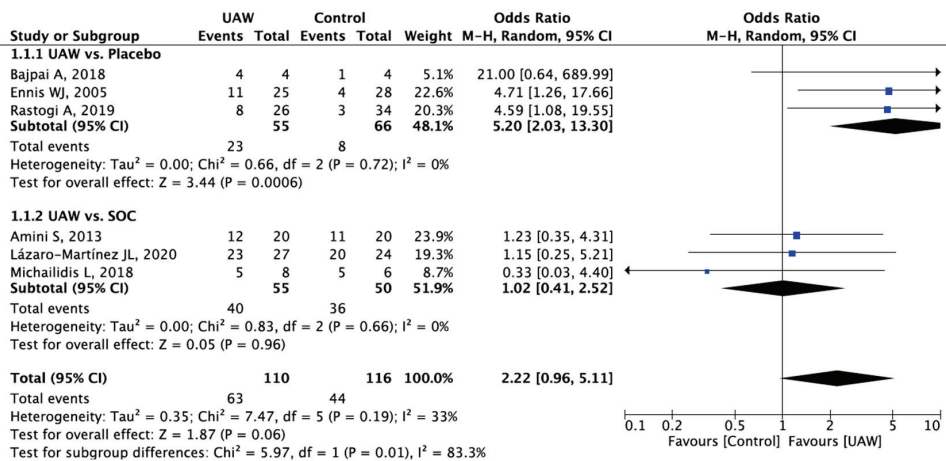 UAW Control Odds Ratio Odds Ratio
Study or Subgroup Events Total Events Total Weight M-H, Random, 95% CI M-H, Random, 95% CI
1.1.1 UAW vs. Placebo
Bajpai A, 2018 4 4 1 4 5.1% 21.00 [0.64, 689.99]
Ennis WJ, 2005 11 25 4 28 22.6% 4.71 [1.26, 17.66]
Rastogi A, 2019 8 26 3 34 20.3% 4.59 [1.08, 19.55]
Subtotal (95% CI) 55 66 48.1% 5.20 [2.03, 13.30]
Total events 23 8
Heterogeneity: Tau² = 0.00; Chi² = 0.66, df = 2 (P = 0.72); I² = 0%
Test for overall effect: Z = 3.44 (P = 0.0006)
1.1.2 UAW vs. SOC
Amini S, 2013 12 20 11 20 23.9% 1.23 [0.35, 4.31]
Lázaro-Martínez JL, 2020 23 27 20 24 19.3% 1.15 [0.25, 5.21]
Michailidis L, 2018 5 8 5 6 8.7% 0.33 [0.03, 4.40]
Subtotal (95% CI) 55 50 51.9% 1.02 [0.41, 2.52]
Total events 40 36
Heterogeneity: Tau² = 0.00; Chi² = 0.83, df = 2 (P = 0.66); I² = 0%
Test for overall effect: Z = 0.05 (P = 0.96)
Total (95% CI) 110 116 100.0% 2.22 [0.96, 5.11]
Total events 63 44
Heterogeneity: Tau² = 0.35; Chi² = 7.47, df = 5 (P = 0.19); I² = 33%
Test for overall effect: Z = 1.87 (P = 0.06)
Test for subgroup differences: Chi² = 5.97, df = 1 (P = 0.01), I² = 83.3%
0.1 0.2 0.5 1 2 5 10
Favours [Control] Favours [UAW]